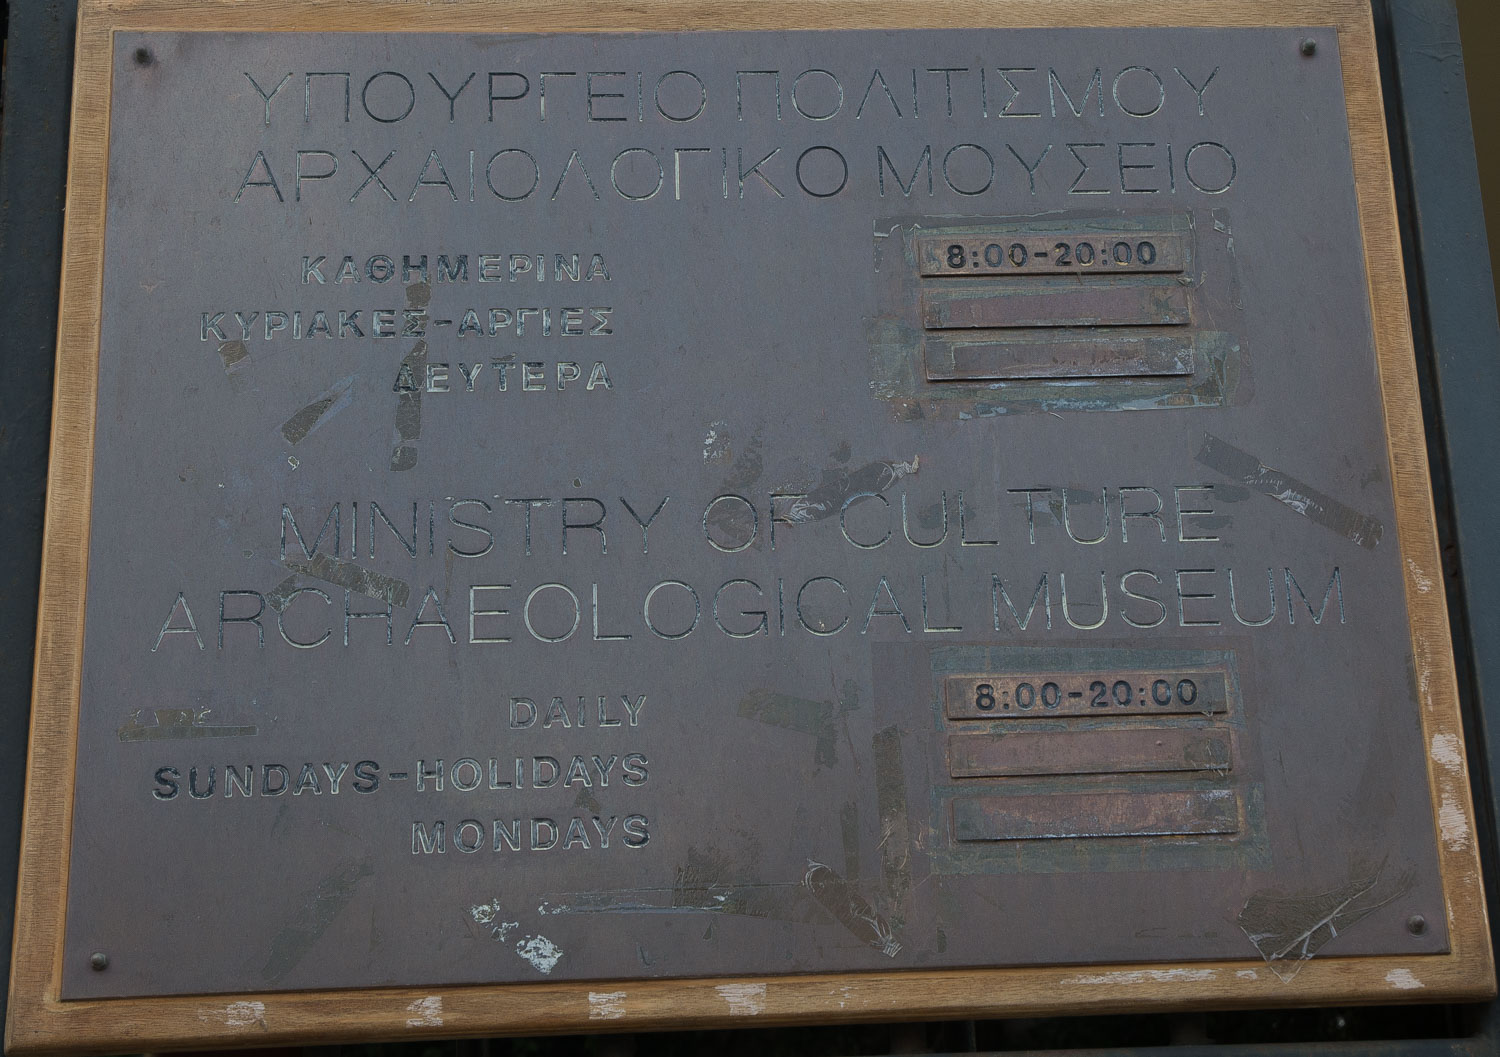 ΥΠΟΥΡΓΕΙΟ ΠΟΛΙΤΙΣΜΟΥ
ΑΡΧΑΙΟΛΟΓΙΚΟ ΜΟΥΣΕΙΟ
ΚΑΘΗΜΕΡΙΝΑ 8:00-20:00
ΚΥΡΙΑΚΕΣ-ΑΡΓΙΕΣ
ΔΕΥΤΕΡΑ
MINISTRY OF CULTURE
ARCHAEOLOGICAL MUSEUM
DAILY 8:00-20:00
SUNDAYS-HOLIDAYS
MONDAYS